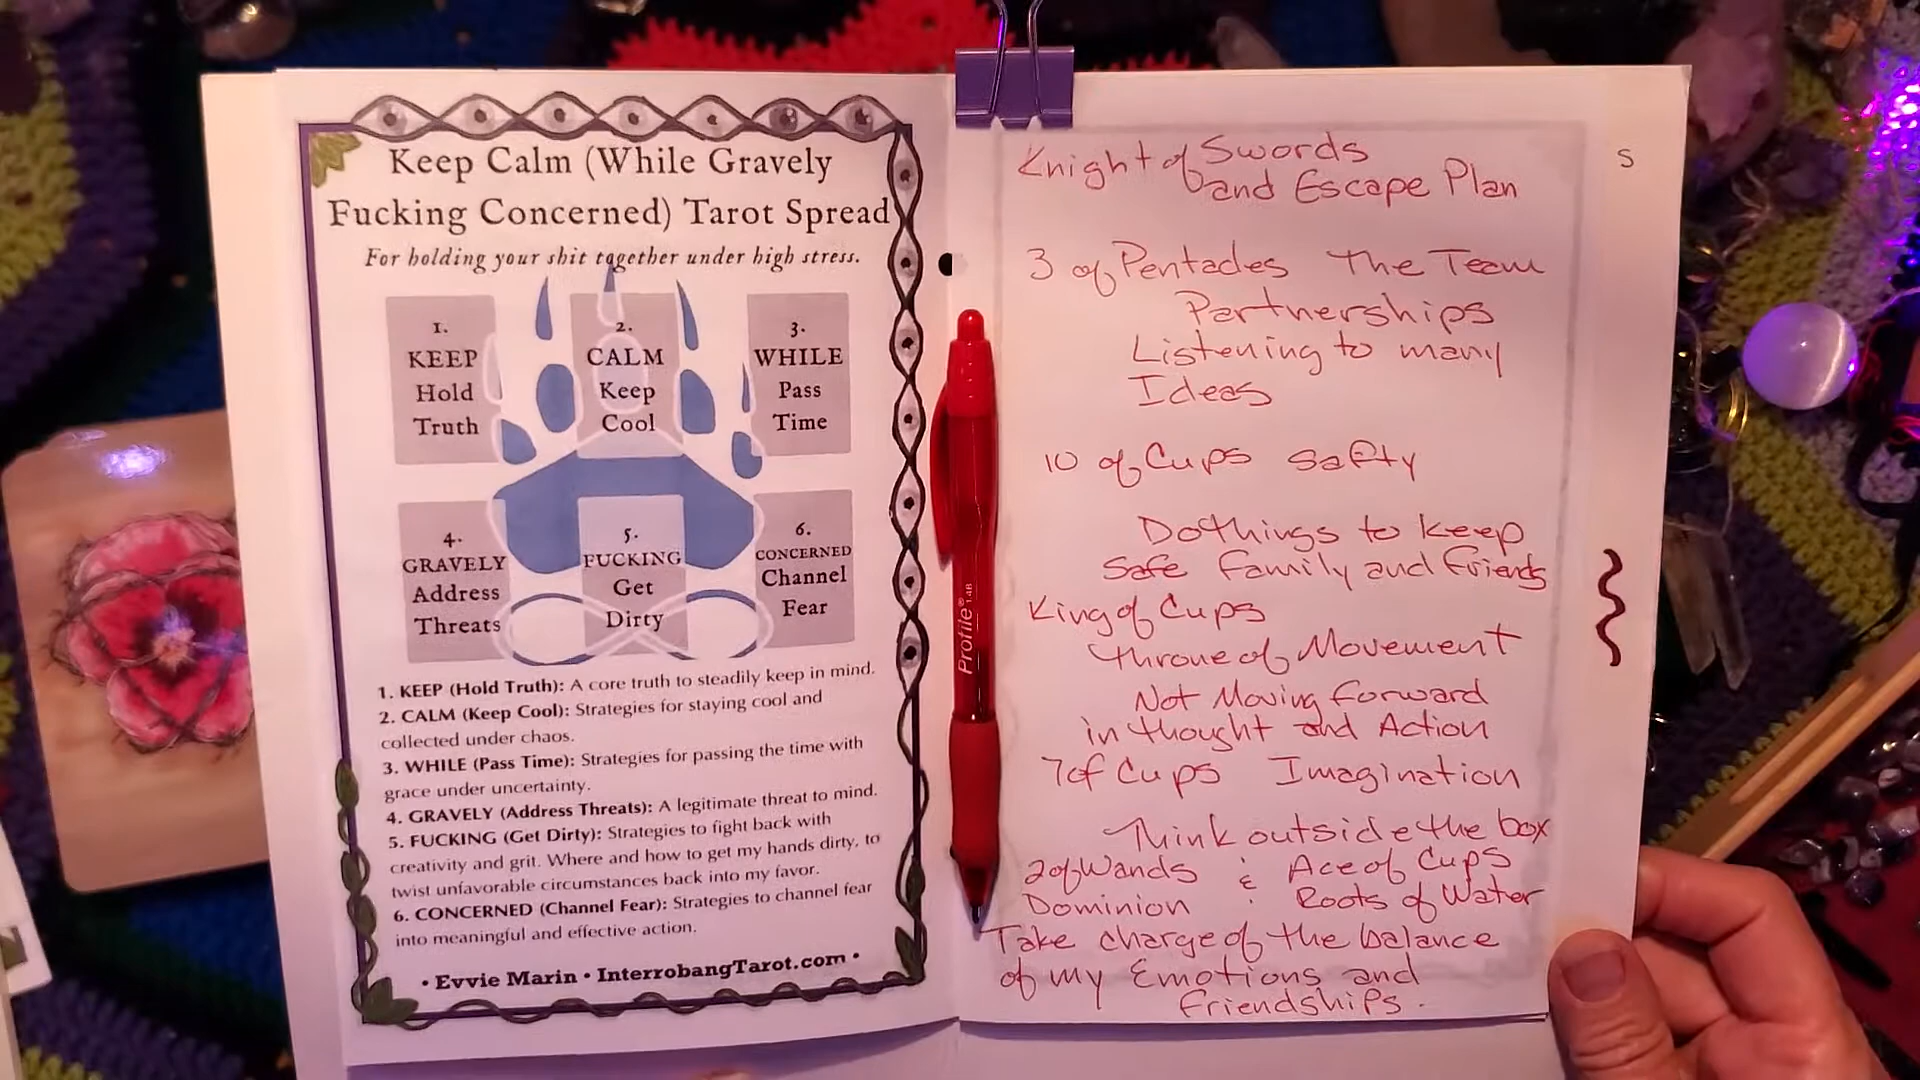 Keep Calm (While Gravely
Fucking Concerned) Tarot Spread
For holding your shit together under high stress.
1.
KEEP
Hold
Truth
2.
CALM
Keep
Cool
3.
WHILE
Pass
Time
4.
GRAVELY
Address
Threats
5.
FUCKING
Get
Dirty
6.
CONCERNED
Channel
Fear
1. KEEP (Hold Truth): A core truth to steadily keep in mind.
2. CALM (Keep Cool): Strategies for staying cool and
collected under chaos.
3. WHILE (Pass Time): Strategies for passing the time with
grace under uncertainty.
4. GRAVELY (Address Threats): A legitimate threat to mind.
5. FUCKING (Get Dirty): Strategies to fight back with
creativity and grit. Where and how to get my hands dirty, to
twist unfavorable circumstances back into my favor.
6. CONCERNED (Channel Fear): Strategies to channel fear
into meaningful and effective action.
• Evvie Marin • InterrobangTarot.com •
Profile® 1.4B
Knight of Swords
and Escape Plan
3 of Pentacles The Team
Partnerships
Listening to many
Ideas
10 of Cups Safty
Do things to keep
Safe family and friends
King of Cups
Throne of Movement
Not Moving forward
in thought and Action
7 of Cups Imagination
Think outside the box
2 of Wands & Ace of Cups
Dominion : Roots of Water
Take charge of the balance
of my Emotions and
friendships.
S